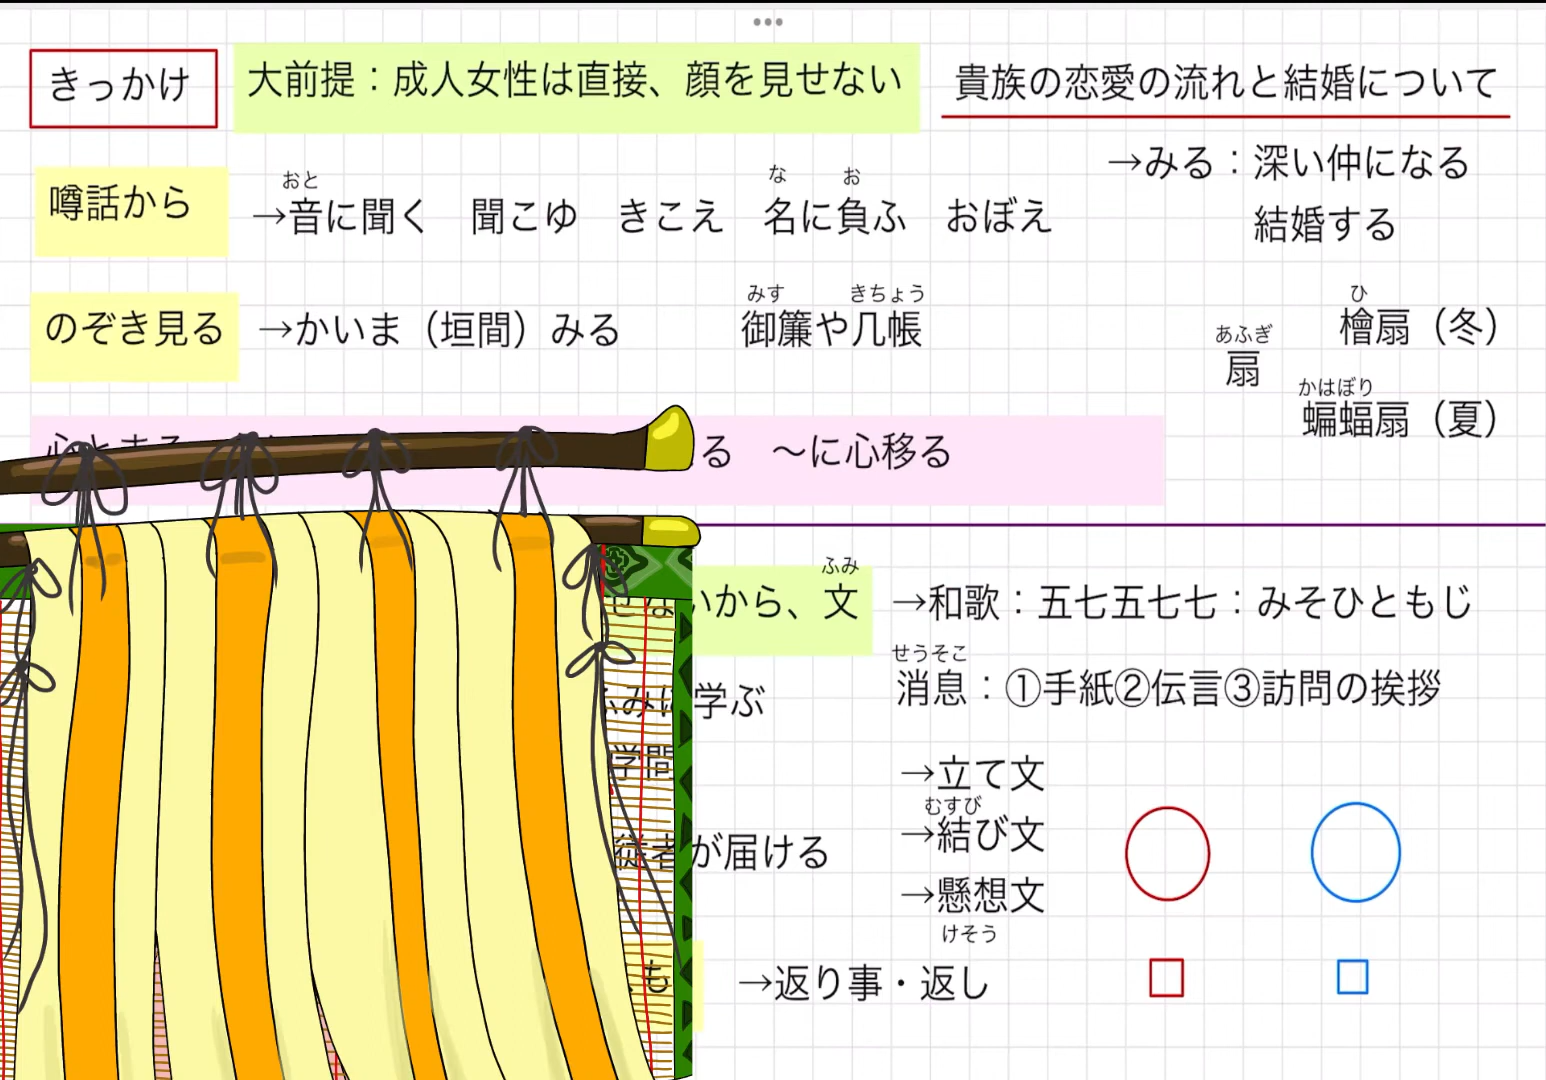 きっかけ
大前提：成人女性は直接、顔を見せない
貴族の恋愛の流れと結婚について
→みる：深い仲になる
結婚する
噂話から
おと な お
→音に聞く　聞こゆ　きこえ　名に負ふ　おぼえ
のぞき見る
→かいま（垣間）みる
みす きちょう
御簾や几帳
ひ
檜扇（冬）
あふぎ
扇
かはぼり
蝙蝠扇（夏）
る　～に心移る
ふみ
いから、文
→和歌：五七五七七：みそひともじ
せうそこ
消息：①手紙②伝言③訪問の挨拶
学ぶ
学問
→立て文
むすび
→結び文
従者が届ける
→懸想文
けそう
も
→返り事・返し